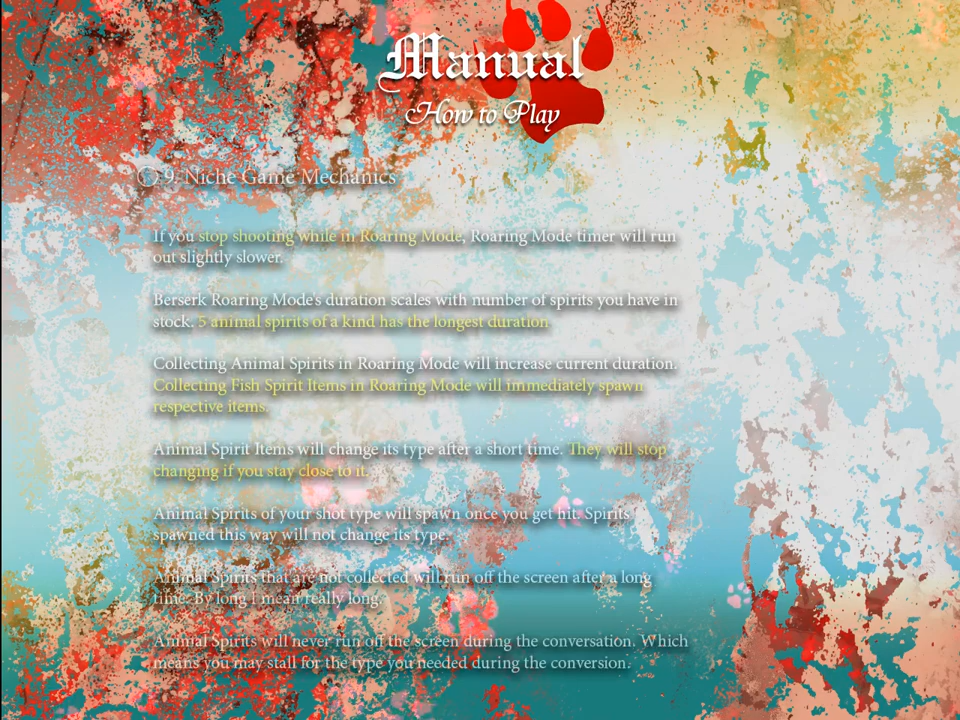 Manual
How to Play
9. Niche Game Mechanics
If you stop shooting while in Roaring Mode, Roaring Mode timer will run
out slightly slower.
Berserk Roaring Mode's duration scales with number of spirits you have in
stock. 5 animal spirits of a kind has the longest duration.
Collecting Animal Spirits in Roaring Mode will increase current duration.
Collecting Fish Spirit Items in Roaring Mode will immediately spawn
respective items.
Animal Spirit Items will change its type after a short time. They will stop
changing if you stay close to it.
Animal Spirits of your shot type will spawn once you get hit. Spirits
spawned this way will not change its type.
Animal Spirits that are not collected will run off the screen after a long
time. By long I mean really long.
Animal Spirits will never run off the screen during the conversation. Which
means you may stall for the type you needed during the conversion.